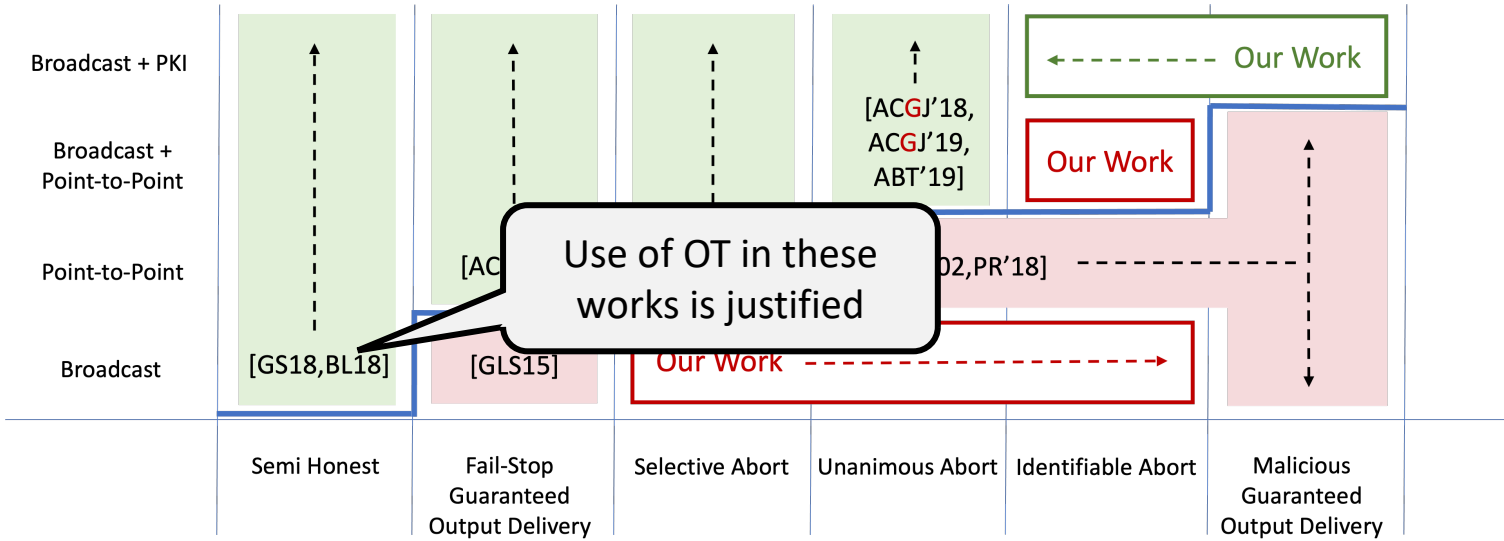 Broadcast + PKI
Our Work
[ACGJ’18,
ACGJ’19,
ABT’19]
Broadcast +
Point-to-Point
Our Work
Use of OT in these
works is justified
Point-to-Point
[AC
02,PR’18]
Broadcast
[GS18,BL18]
[GLS15]
Our Work
Semi Honest
Fail-Stop
Guaranteed
Output Delivery
Selective Abort
Unanimous Abort
Identifiable Abort
Malicious
Guaranteed
Output Delivery